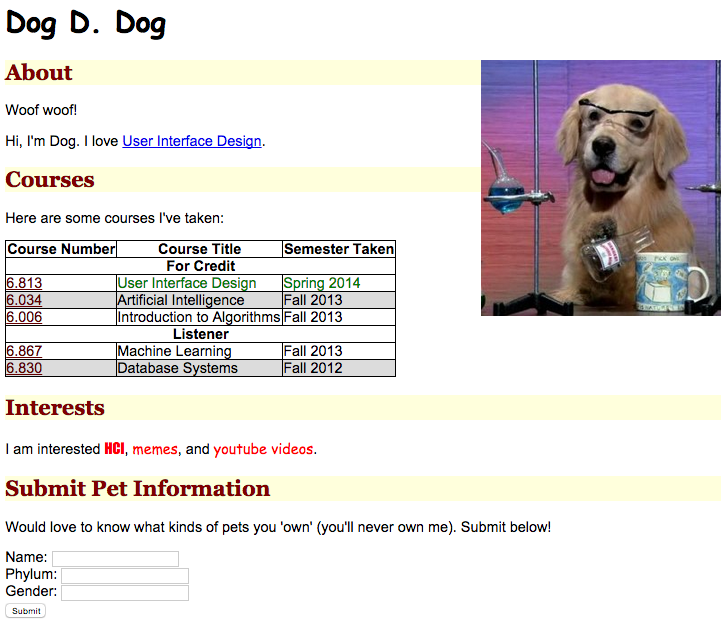 Dog D. Dog
About
Woof woof!
Hi, I'm Dog. I love User Interface Design.
Courses
Here are some courses I've taken:
Course Number Course Title Semester Taken
For Credit
6.813 User Interface Design Spring 2014
6.034 Artificial Intelligence Fall 2013
6.006 Introduction to Algorithms Fall 2013
Listener
6.867 Machine Learning Fall 2013
6.830 Database Systems Fall 2012
Interests
I am interested HCI, memes, and youtube videos.
Submit Pet Information
Would love to know what kinds of pets you 'own' (you'll never own me). Submit below!
Name:
Phylum:
Gender:
Submit